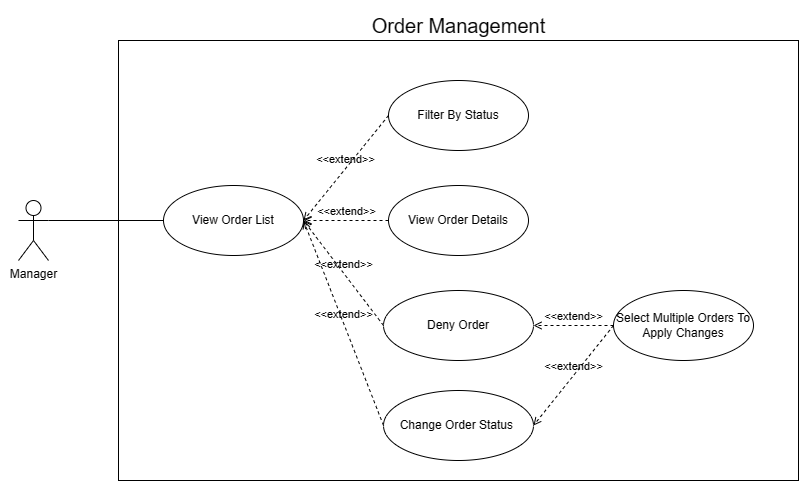 Order Management
Filter By Status
<<extend>>
View Order List
<<extend>>
View Order Details
Manager
<<extend>>
<<extend>>
Deny Order
<<extend>>
Select Multiple Orders To
Apply Changes
<<extend>>
Change Order Status